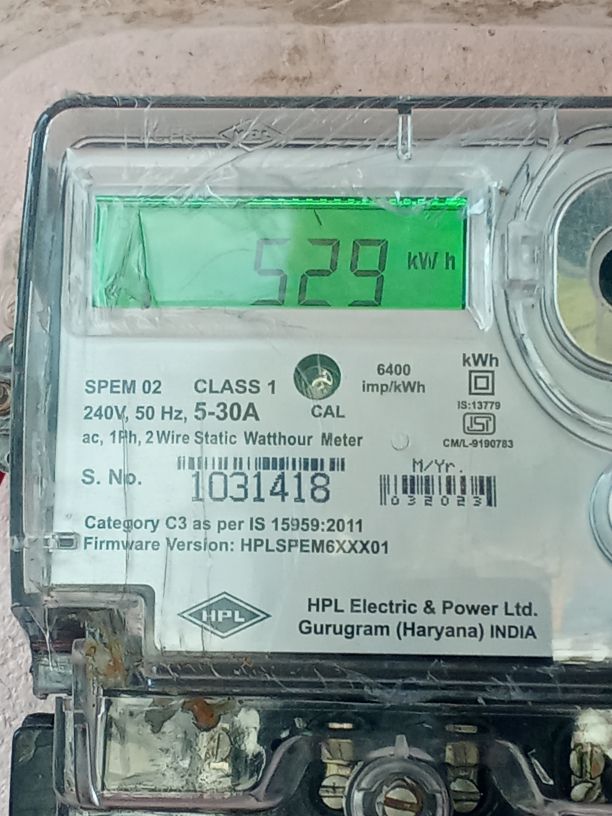 529 kWh
SPEM 02 CLASS 1 6400 imp/kWh kWh
240V, 50 Hz, 5-30A CAL IS:13779
ac, 1Ph, 2 Wire Static Watthour Meter CM/L-9190783
S. No. 1031418 M/Yr. 032023
Category C3 as per IS 15959:2011
Firmware Version: HPLSPEM6XXX01
HPL HPL Electric & Power Ltd.
Gurugram (Haryana) INDIA